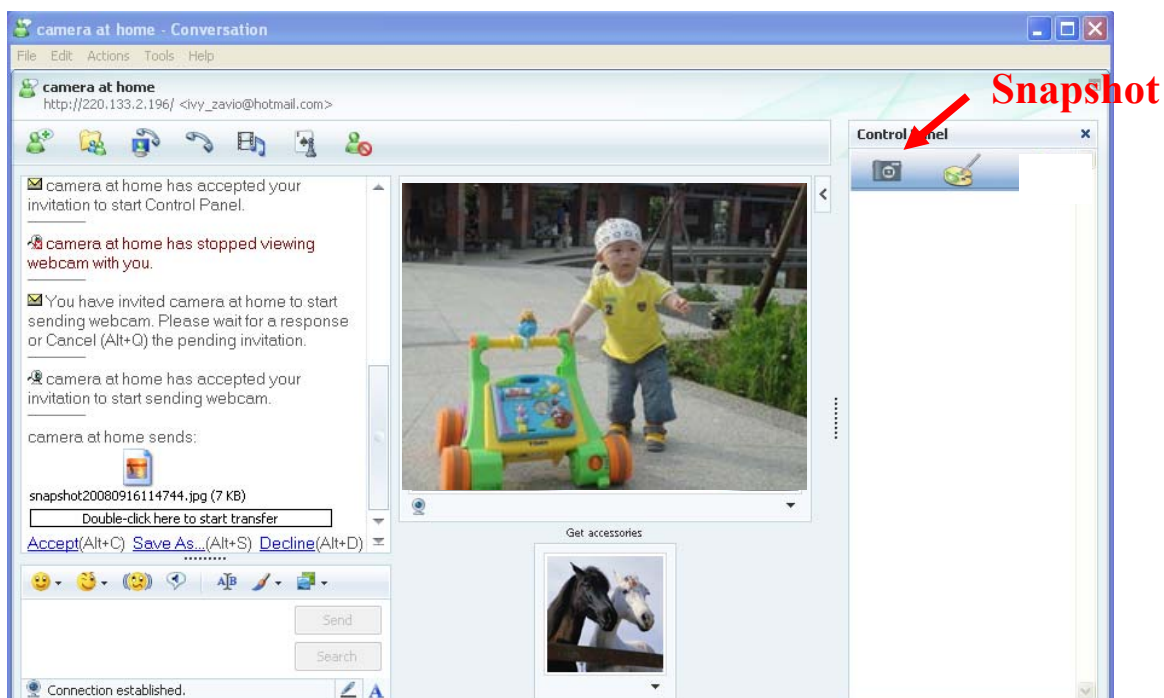 camera at home - Conversation
File Edit Actions Tools Help
camera at home
http://220.133.2.196/ <ivy_zavio@hotmail.com>
Snapshot
Control Panel
camera at home has accepted your
invitation to start Control Panel.
camera at home has stopped viewing
webcam with you.
You have invited camera at home to start
sending webcam. Please wait for a response
or Cancel (Alt+Q) the pending invitation.
camera at home has accepted your
invitation to start sending webcam.
camera at home sends:
snapshot20080916114744.jpg (7 KB)
Double-click here to start transfer
Accept(Alt+C) Save As...(Alt+S) Decline(Alt+D)
Get accessories
Send
Search
Connection established.